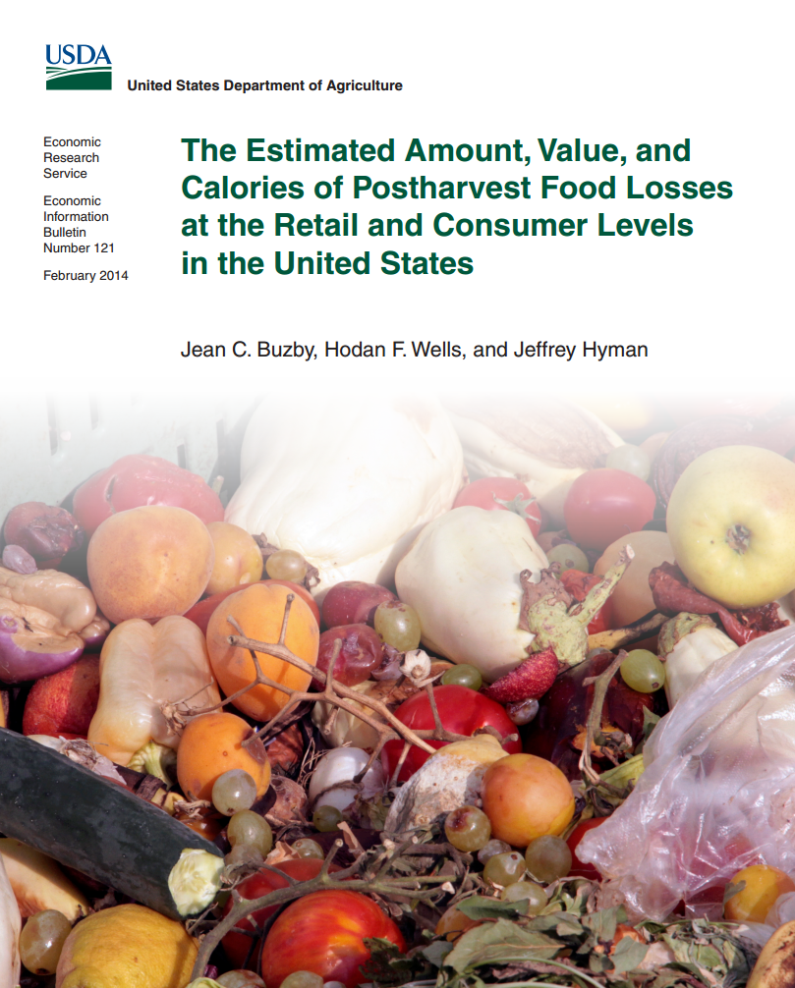 USDA
United States Department of Agriculture
Economic
Research
Service
Economic
Information
Bulletin
Number 121
February 2014
The Estimated Amount, Value, and
Calories of Postharvest Food Losses
at the Retail and Consumer Levels
in the United States
Jean C. Buzby, Hodan F. Wells, and Jeffrey Hyman